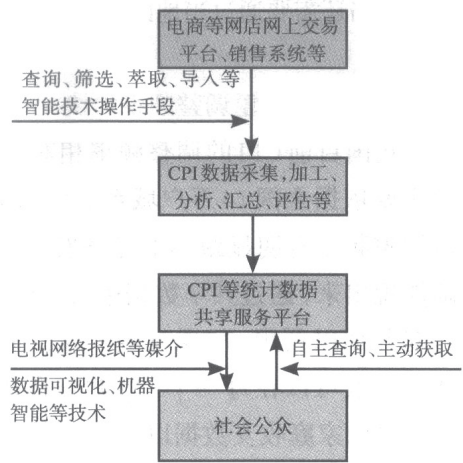 电商等网店网上交易
平台、销售系统等
查询、筛选、萃取、导入等
智能技术操作手段
CPI数据采集,加工、
分析、汇总、评估等
CPI等统计数据
共享服务平台
电视网络报纸等媒介
自主查询、主动获取
数据可视化、机器
智能等技术
社会公众